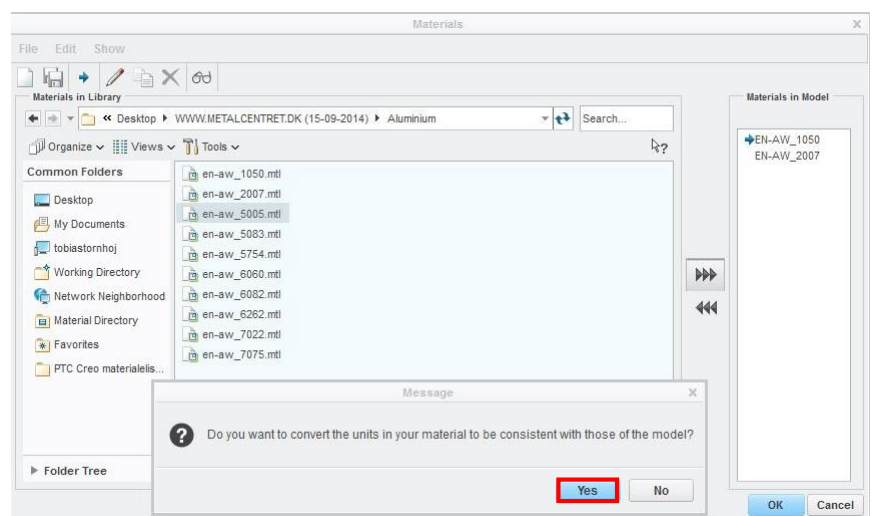 Materials
File Edit Show
Materials in Library
« Desktop WWW.METALCENTRET.DK (15-09-2014) Aluminium Search...
Organize Views Tools
Common Folders
Desktop
My Documents
tobiastornhoj
Working Directory
Network Neighborhood
Material Directory
Favorites
PTC Creo materialelis...
Folder Tree
en-aw_1050.mtl
en-aw_2007.mtl
en-aw_5005.mtl
en-aw_5083.mtl
en-aw_5754.mtl
en-aw_6060.mtl
en-aw_6082.mtl
en-aw_6262.mtl
en-aw_7022.mtl
en-aw_7075.mtl
Materials in Model
EN-AW_1050
EN-AW_2007
Message
Do you want to convert the units in your material to be consistent with those of the model?
Yes No
OK Cancel